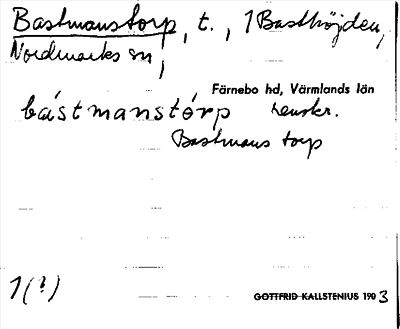 Bastmanstorp, t., 1 Basthöjden,
Nordmarks sn,
Färnebo hd, Värmlands län
bástmanstórp
Bastmans torp
1(?)
GOTTFRID KALLSTENIUS 1903